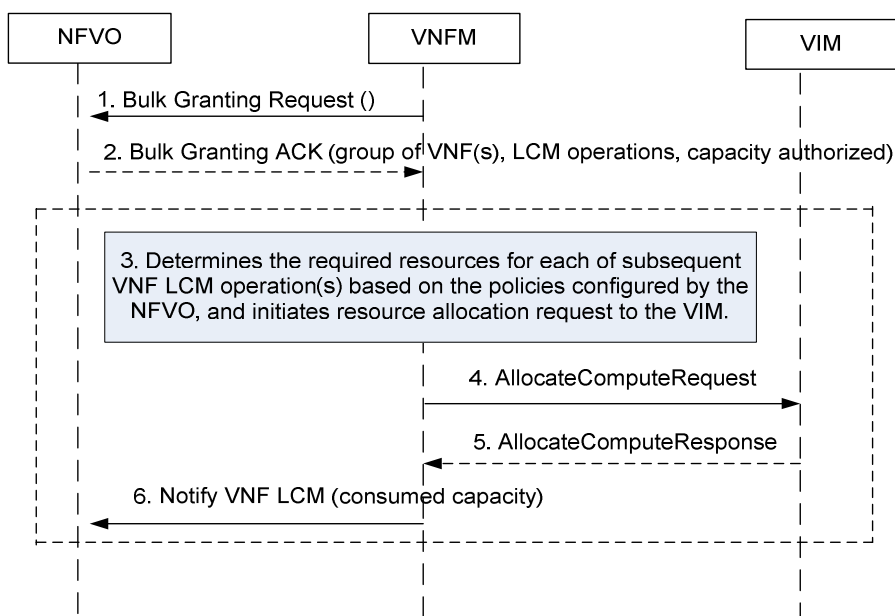 NFVO
VNFM
VIM
1. Bulk Granting Request ()
2. Bulk Granting ACK (group of VNF(s), LCM operations, capacity authorized)
3. Determines the required resources for each of subsequent
VNF LCM operation(s) based on the policies configured by the
NFVO, and initiates resource allocation request to the VIM.
4. AllocateComputeRequest
5. AllocateComputeResponse
6. Notify VNF LCM (consumed capacity)